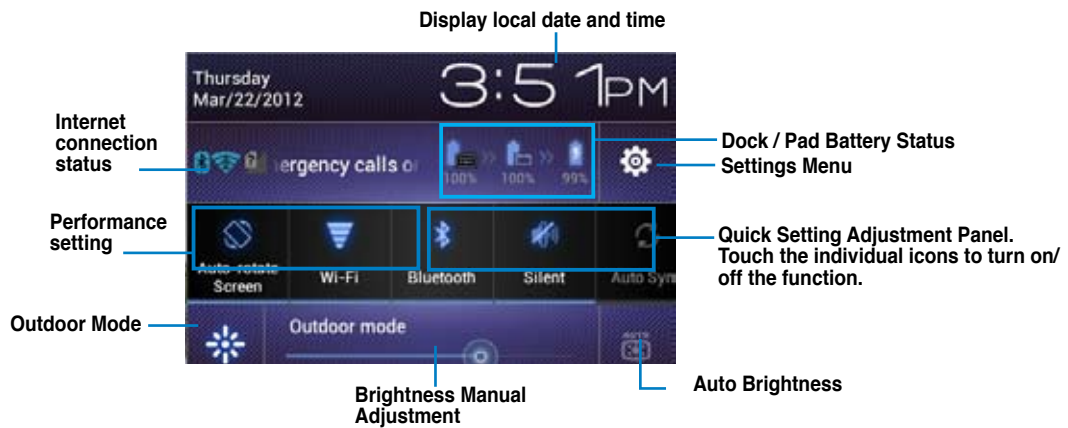 Display local date and time
Thursday
Mar/22/2012
3:51PM
Internet
connection
status
ergency calls o
100%
100%
99%
Dock / Pad Battery Status
Settings Menu
Performance
setting
Auto-rotate
Screen
Wi-Fi
Bluetooth
Silent
Auto Syn
Quick Setting Adjustment Panel.
Touch the individual icons to turn on/
off the function.
Outdoor Mode
Outdoor mode
AUTO
Brightness Manual
Adjustment
Auto Brightness